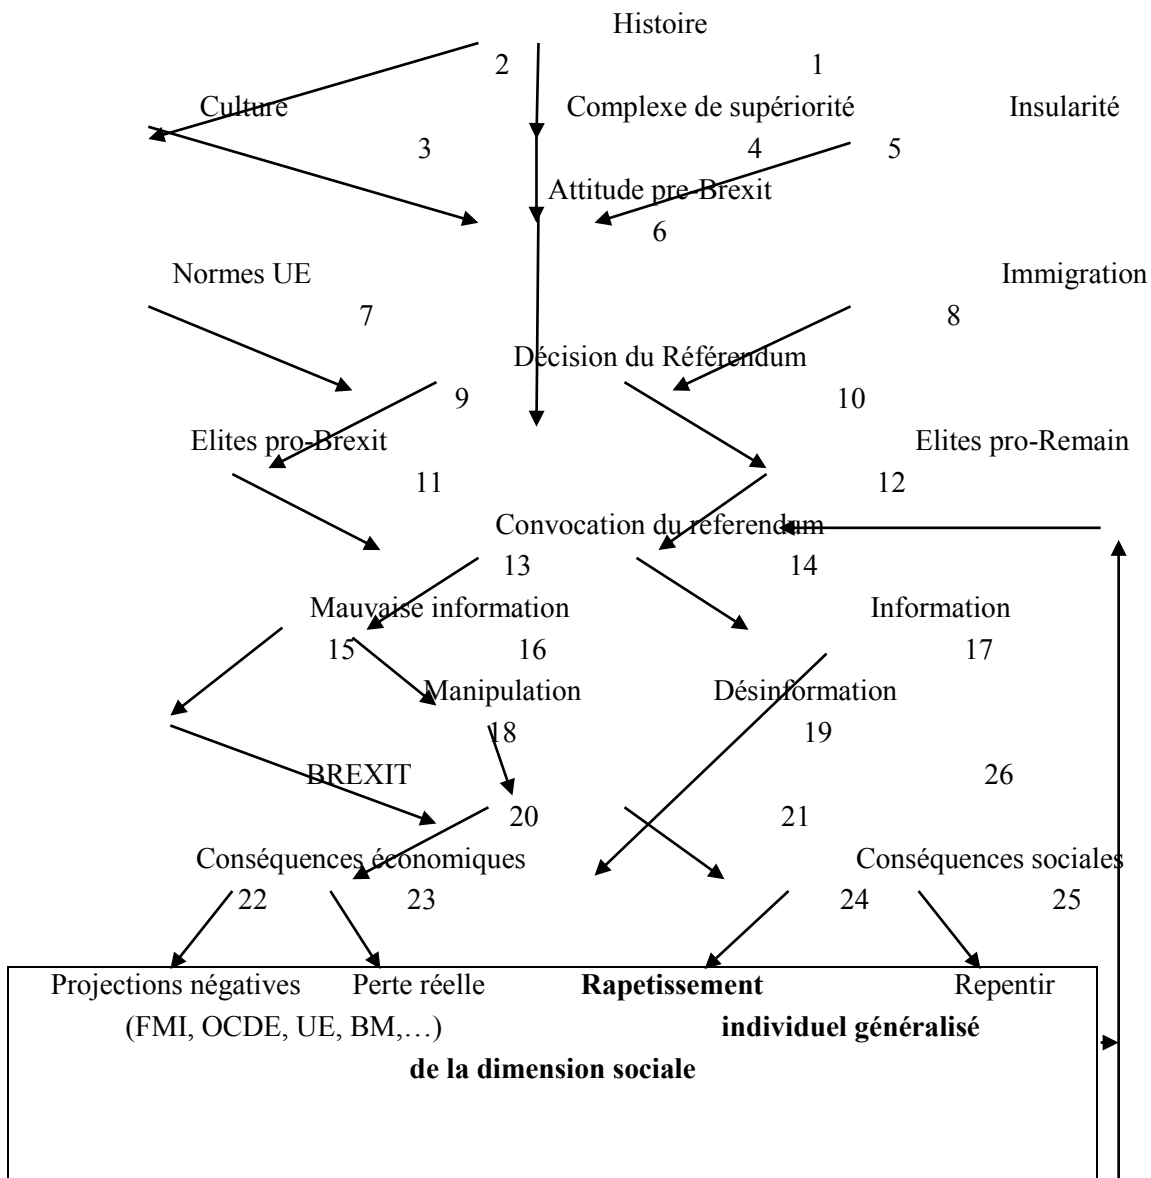 Histoire
2 1
Culture Complexe de supériorité Insularité
3 4 5
Attitude pre-Brexit
6
Normes UE Immigration
7 8
Décision du Référendum
9 10
Elites pro-Brexit Elites pro-Remain
11 12
Convocation du réferendum
13 14
Mauvaise information Information
15 16 17
Manipulation Désinformation
18 19
BREXIT 26
20 21
Conséquences économiques Conséquences sociales
22 23 24 25
Projections négatives Perte réelle Rapetissement Repentir
(FMI, OCDE, UE, BM,…) individuel généralisé
de la dimension sociale